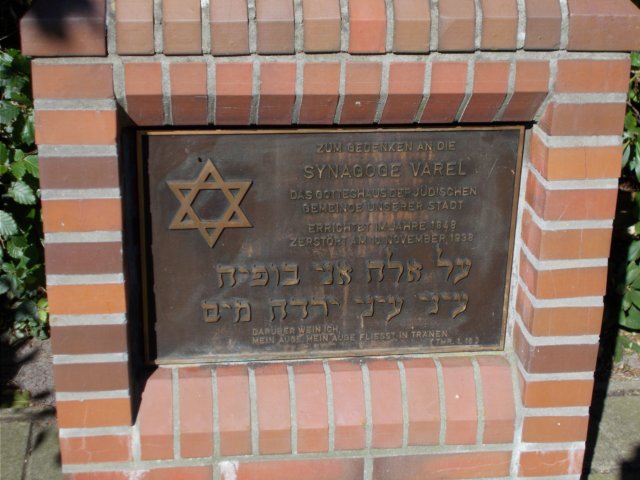 ZUM GEDENKEN AN DIE
SYNAGOGE VAREL
DAS GOTTESHAUS DER JÜDISCHEN
GEMEINDE UNSERER STADT
ERRICHTET IM JAHRE 1848
ZERSTÖRT AM 10. NOVEMBER 1938
על אלה אני בוכיה
עיני עיני ירדה מים
DARÜBER WEIN ICH,
MEIN AUGE, MEIN AUGE FLIESST IN TRÄNEN